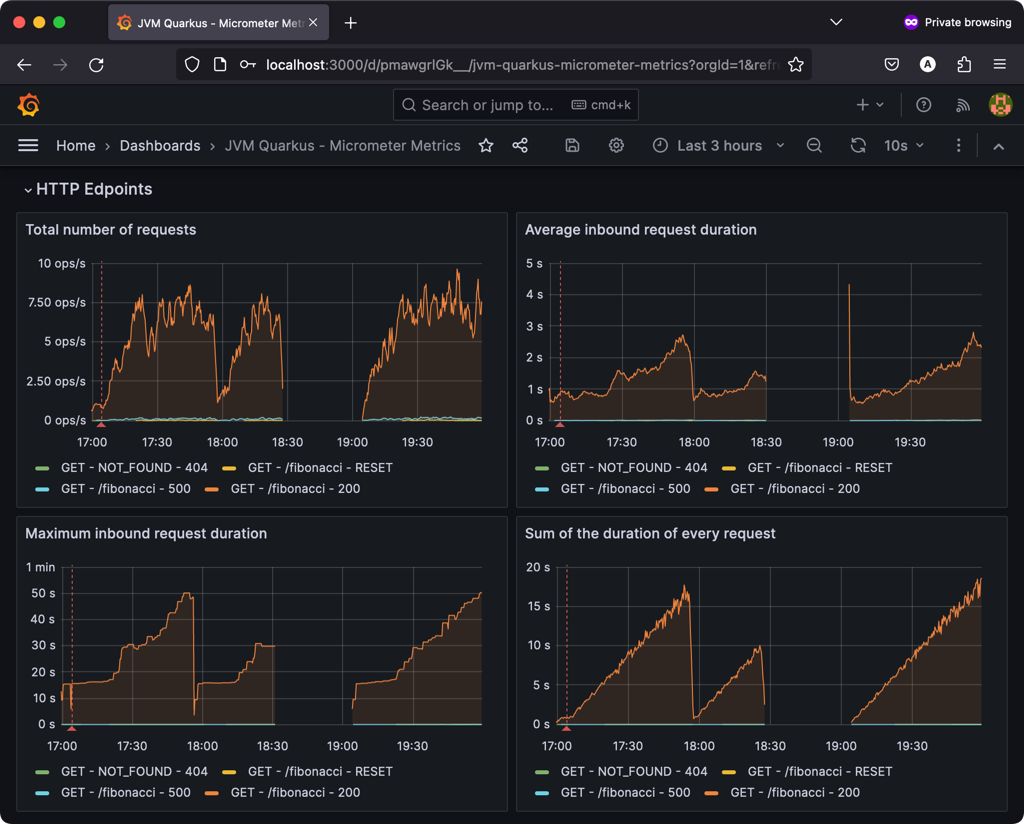 JVM Quarkus - Micrometer Met
Private browsing
localhost:3000/d/pmawgrlGk__/jvm-quarkus-micrometer-metrics?orgId=1&refr
A
Search or jump to... cmd+k
Home › Dashboards › JVM Quarkus - Micrometer Metrics
Last 3 hours
10s
HTTP Edpoints
Total number of requests
10 ops/s
7.50 ops/s
5 ops/s
2.50 ops/s
0 ops/s
17:00 17:30 18:00 18:30 19:00 19:30
GET - NOT_FOUND - 404 GET - /fibonacci - RESET
GET - /fibonacci - 500 GET - /fibonacci - 200
Average inbound request duration
5 s
4 s
3 s
2 s
1 s
0 s
17:00 17:30 18:00 18:30 19:00 19:30
GET - NOT_FOUND - 404 GET - /fibonacci - RESET
GET - /fibonacci - 500 GET - /fibonacci - 200
Maximum inbound request duration
1 min
50 s
40 s
30 s
20 s
10 s
0 s
17:00 17:30 18:00 18:30 19:00 19:30
GET - NOT_FOUND - 404 GET - /fibonacci - RESET
GET - /fibonacci - 500 GET - /fibonacci - 200
Sum of the duration of every request
20 s
15 s
10 s
5 s
0 s
17:00 17:30 18:00 18:30 19:00 19:30
GET - NOT_FOUND - 404 GET - /fibonacci - RESET
GET - /fibonacci - 500 GET - /fibonacci - 200